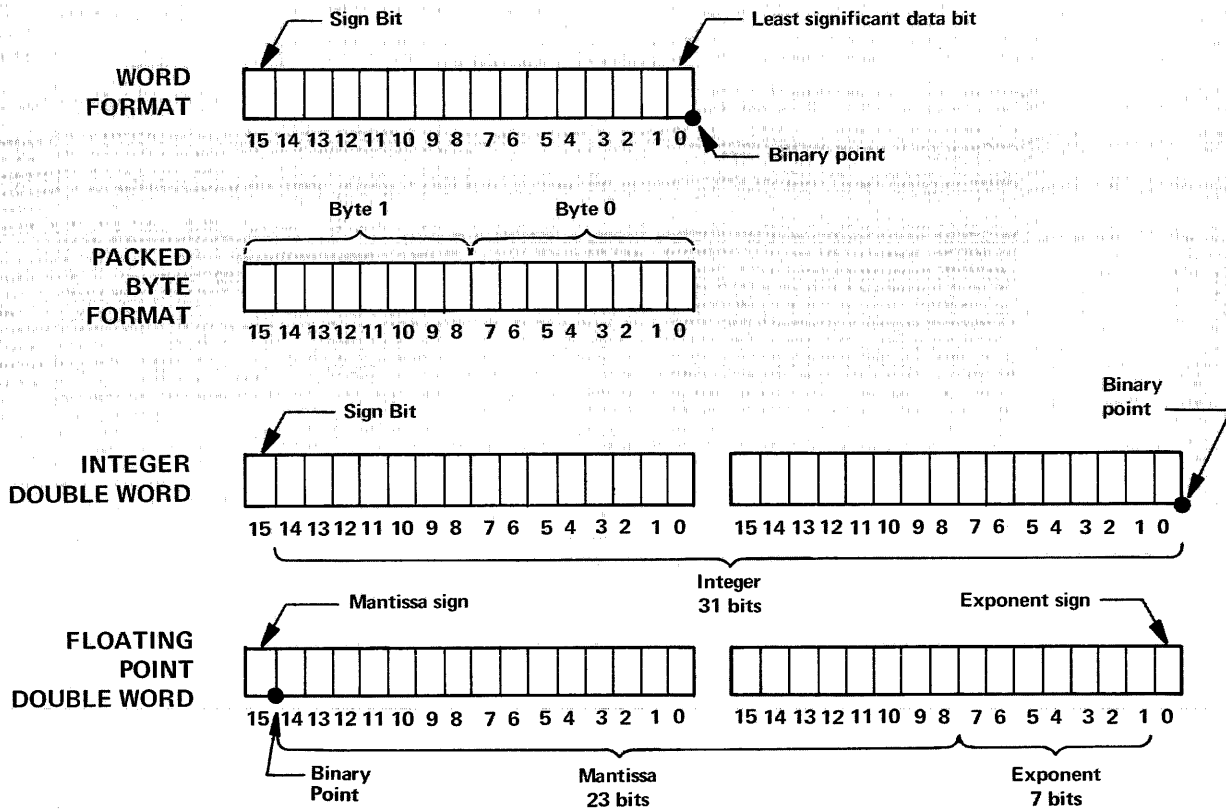 Sign Bit
Least significant data bit
WORD
FORMAT
15 14 13 12 11 10 9 8 7 6 5 4 3 2 1 0
Binary point
Byte 1
Byte 0
PACKED
BYTE
FORMAT
15 14 13 12 11 10 9 8 7 6 5 4 3 2 1 0
Sign Bit
Binary
point
INTEGER
DOUBLE WORD
15 14 13 12 11 10 9 8 7 6 5 4 3 2 1 0
15 14 13 12 11 10 9 8 7 6 5 4 3 2 1 0
Integer
31 bits
Mantissa sign
Exponent sign
FLOATING
POINT
DOUBLE WORD
15 14 13 12 11 10 9 8 7 6 5 4 3 2 1 0
15 14 13 12 11 10 9 8 7 6 5 4 3 2 1 0
Binary
Point
Mantissa
23 bits
Exponent
7 bits